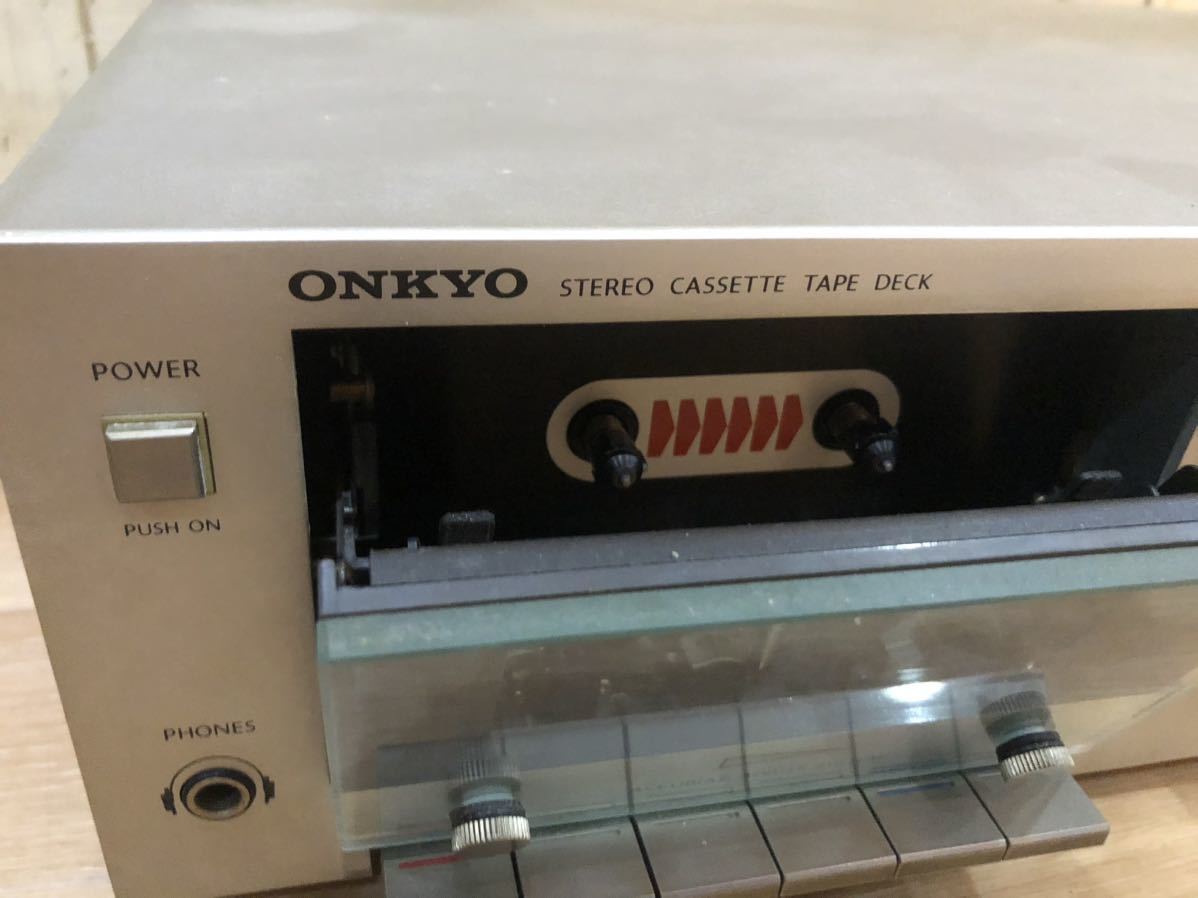 ONKYO STEREO CASSETTE TAPE DECK
POWER
PUSH ON
PHONES